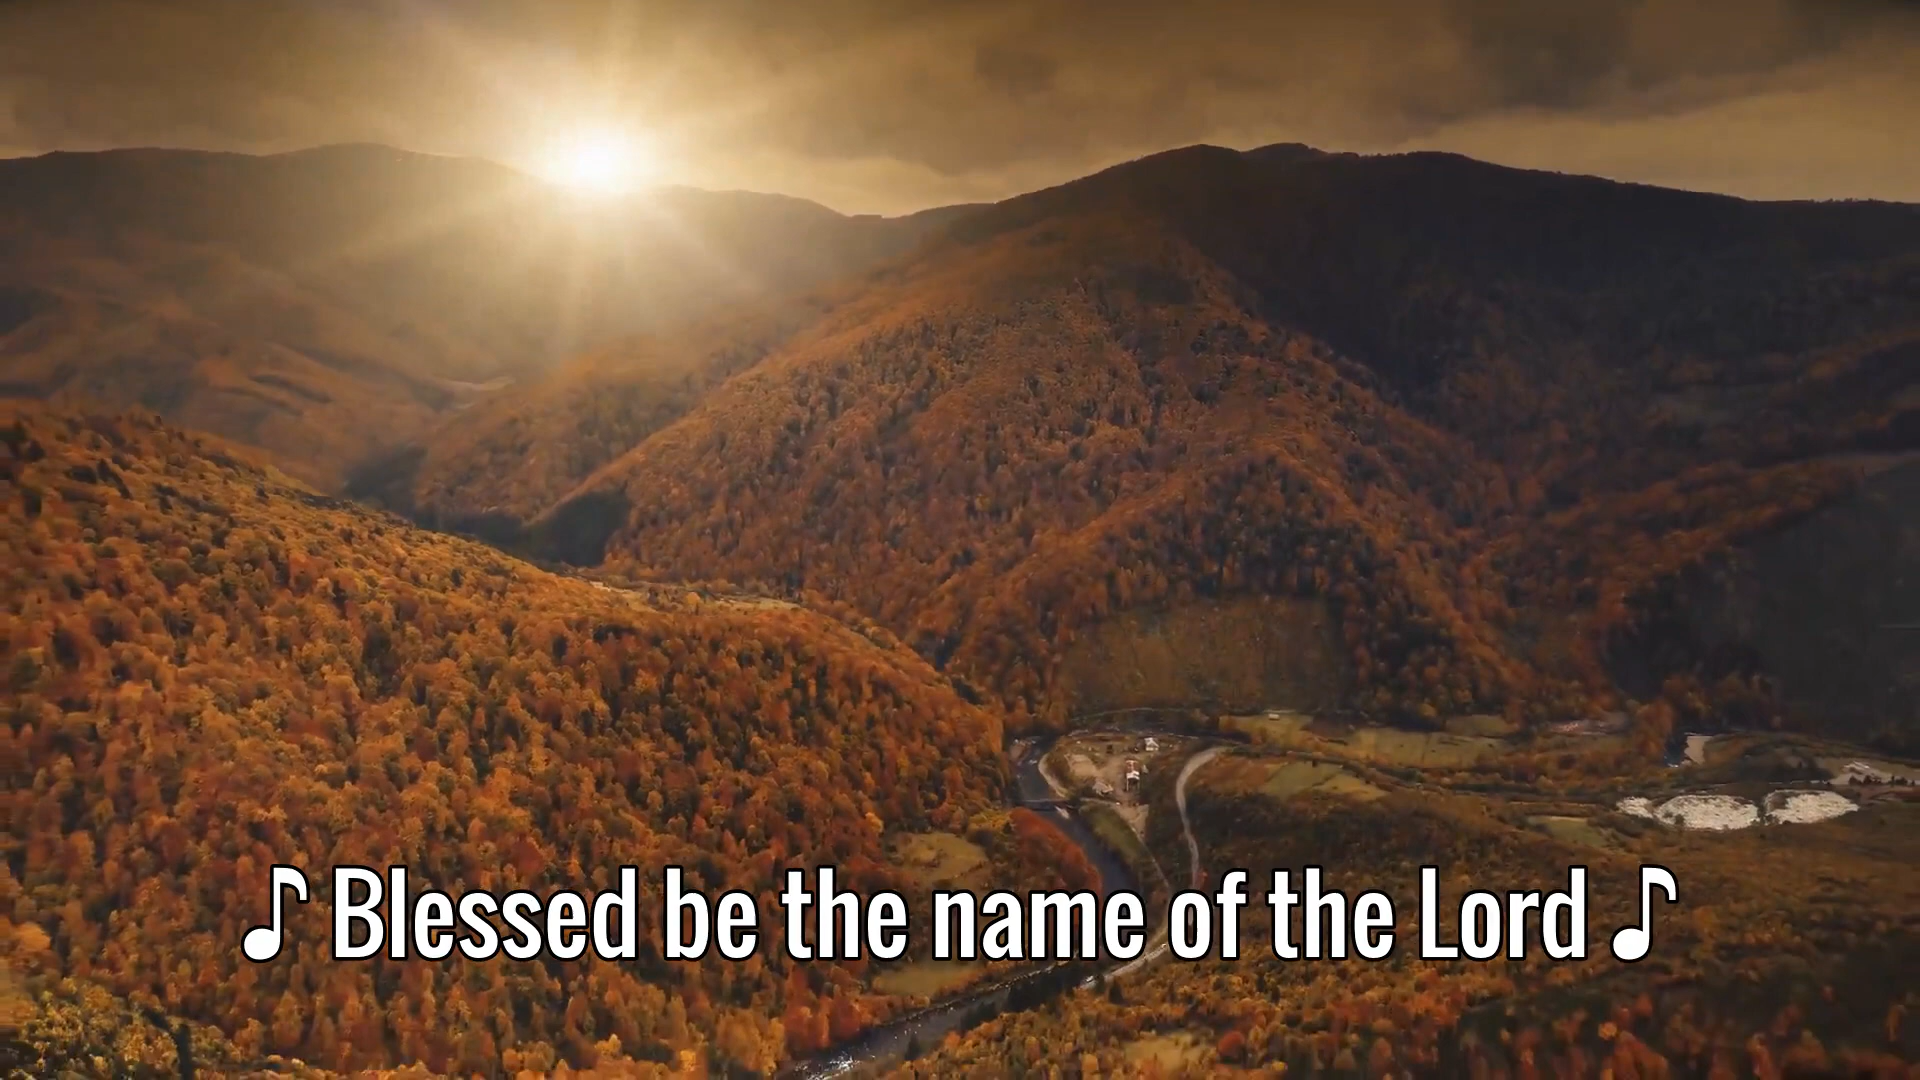 ♪ Blessed be the name of the Lord ♪